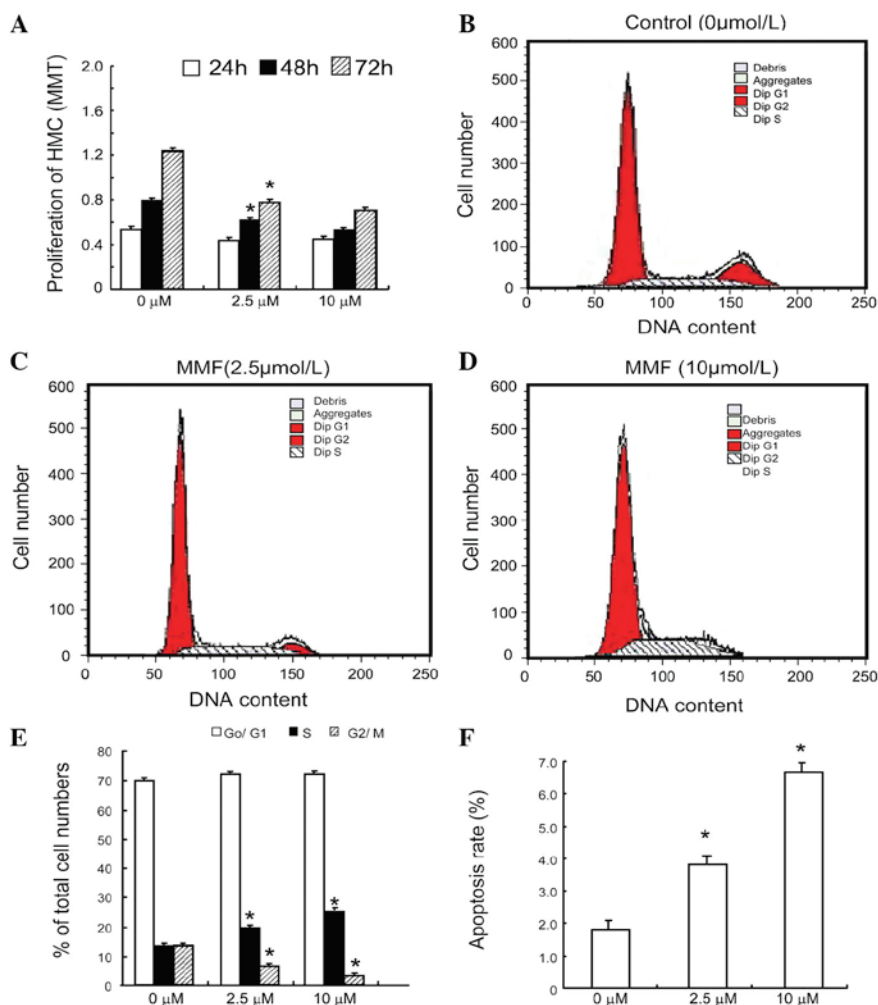 A
24h 48h 72h
Proliferation of HMC (MMT)
2.0
1.6
1.2
0.8
0.4
0
* *
0 μM 2.5 μM 10 μM
B
Control (0μmol/L)
Cell number
600
500
400
300
200
100
0
Debris
Aggregates
Dip G1
Dip G2
Dip S
0 50 100 150 200 250
DNA content
C
MMF(2.5μmol/L)
Cell number
600
500
400
300
200
100
0
Debris
Aggregates
Dip G1
Dip G2
Dip S
0 50 100 150 200 250
DNA content
D
MMF (10μmol/L)
Cell number
600
500
400
300
200
100
0
Debris
Aggregates
Dip G1
Dip G2
Dip S
0 50 100 150 200 250
DNA content
E
Go/ G1 S G2/ M
% of total cell numbers
80
70
60
50
40
30
20
10
0
* * * *
0 μM 2.5 μM 10 μM
F
Apoptosis rate (%)
7.0
6.0
5.0
4.0
3.0
2.0
1.0
0.0
* *
0 μM 2.5 μM 10 μM